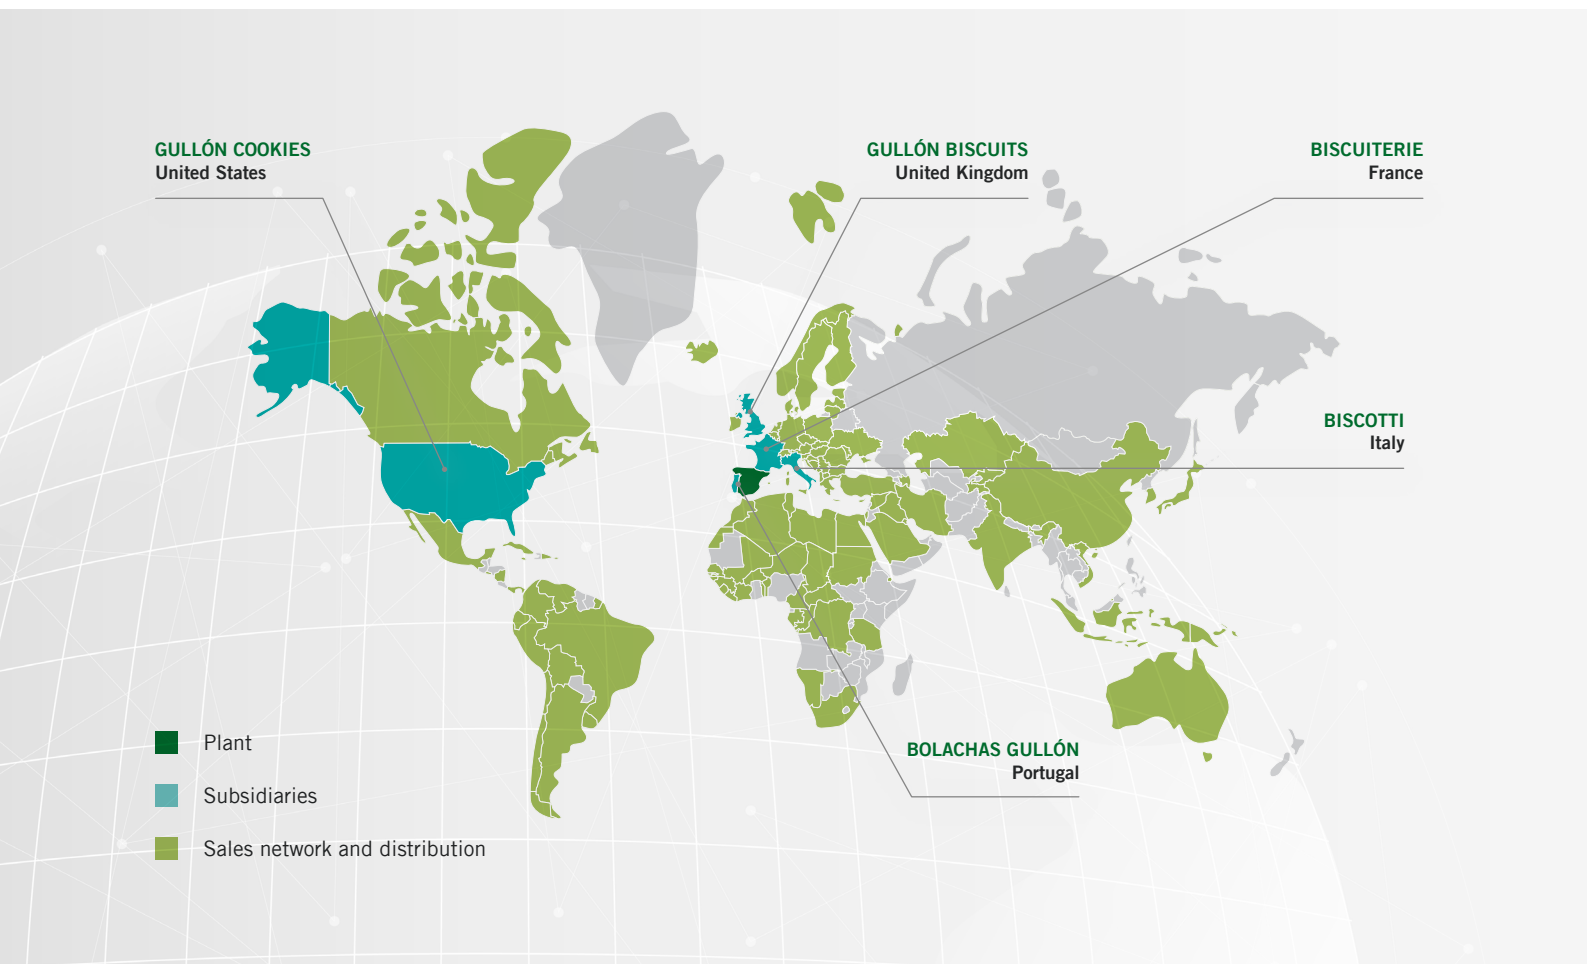 GULLÓN COOKIES
United States
GULLÓN BISCUITS
United Kingdom
BISCUITERIE
France
BISCOTTI
Italy
BOLACHAS GULLÓN
Portugal
Plant
Subsidiaries
Sales network and distribution